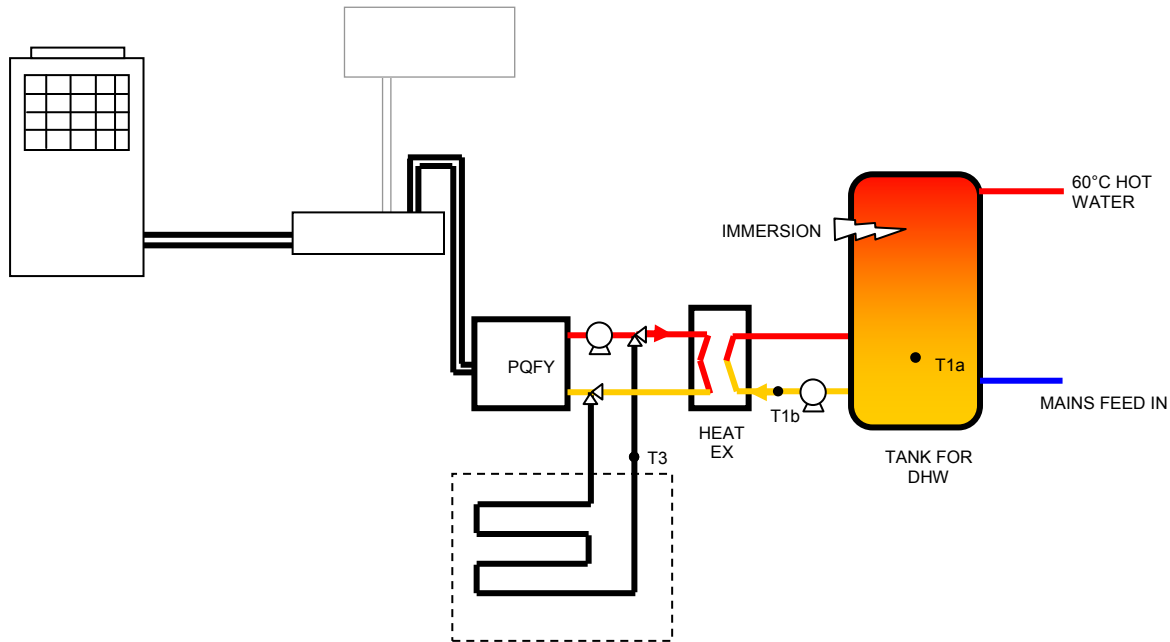 60°C HOT
WATER
IMMERSION
PQFY
T1a
T1b
MAINS FEED IN
HEAT
EX
TANK FOR
DHW
T3